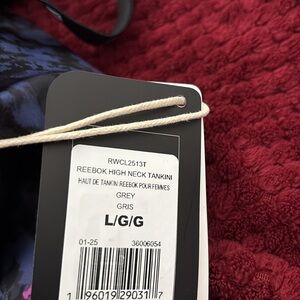 RWCL2513T
REEBOK HIGH NECK TANKINI
HAUT DE TANKIN REEBOK POUR FEMMES
GREY
GRIS
L/G/G
01-25 36006054
1 96019 29031 7